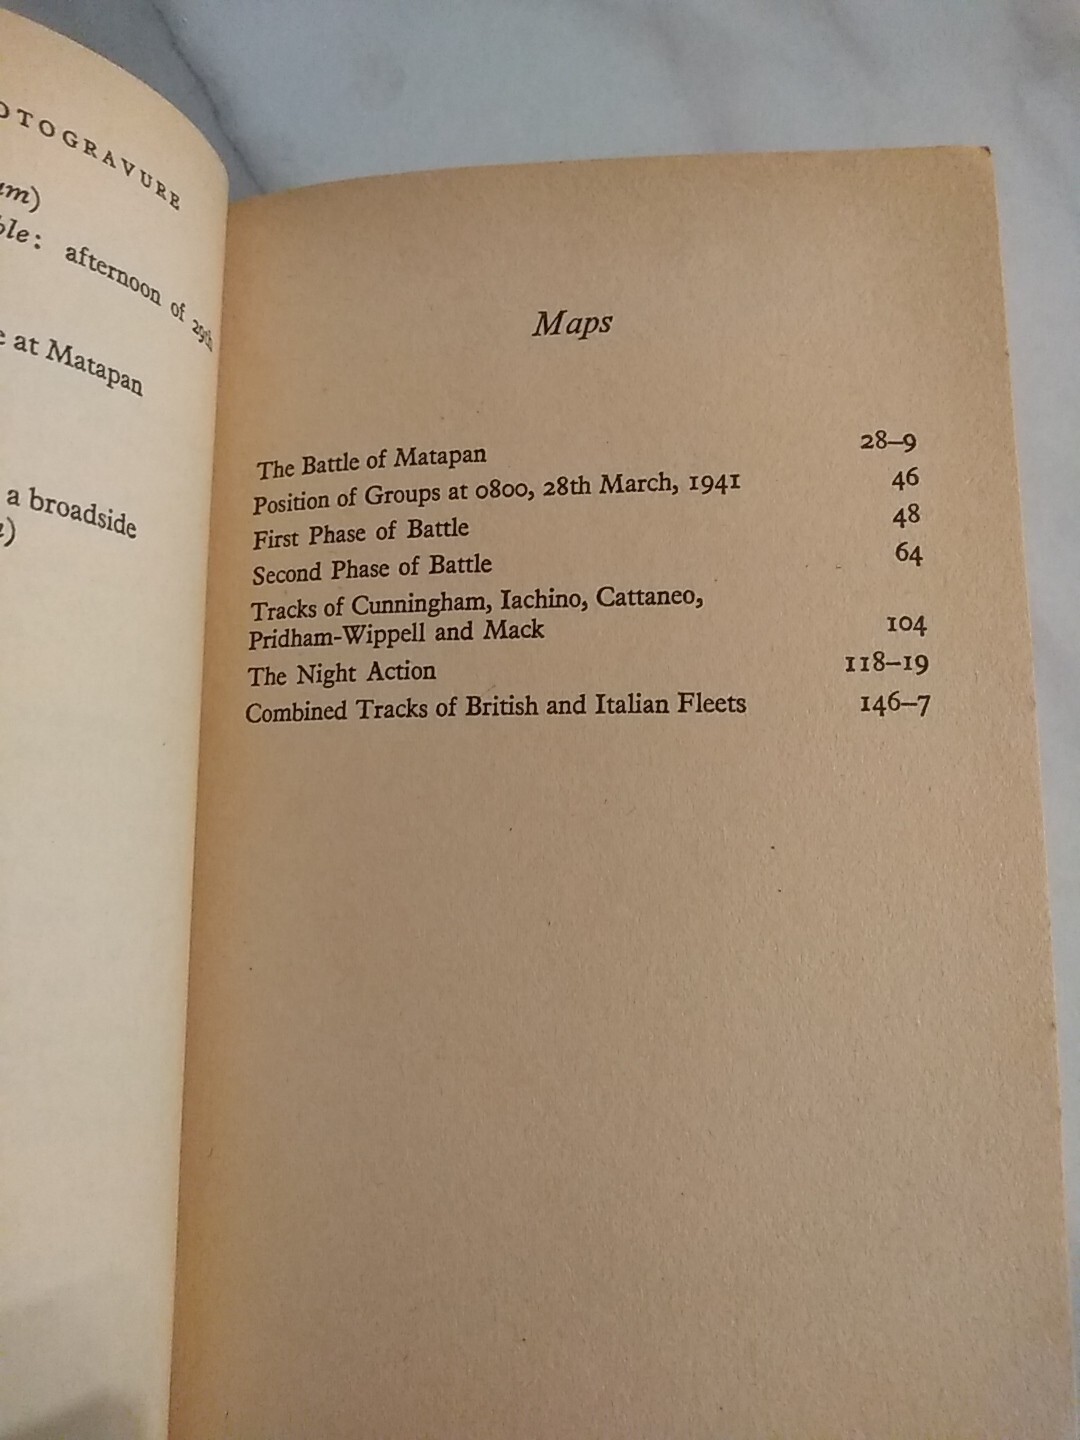 OTOGRAVURE
afternoon of 29th
at Matapan
a broadside
Maps
The Battle of Matapan 28–9
Position of Groups at 0800, 28th March, 1941 46
First Phase of Battle 48
Second Phase of Battle 64
Tracks of Cunningham, Iachino, Cattaneo,
Pridham-Wippell and Mack 104
The Night Action 118–19
Combined Tracks of British and Italian Fleets 146–7